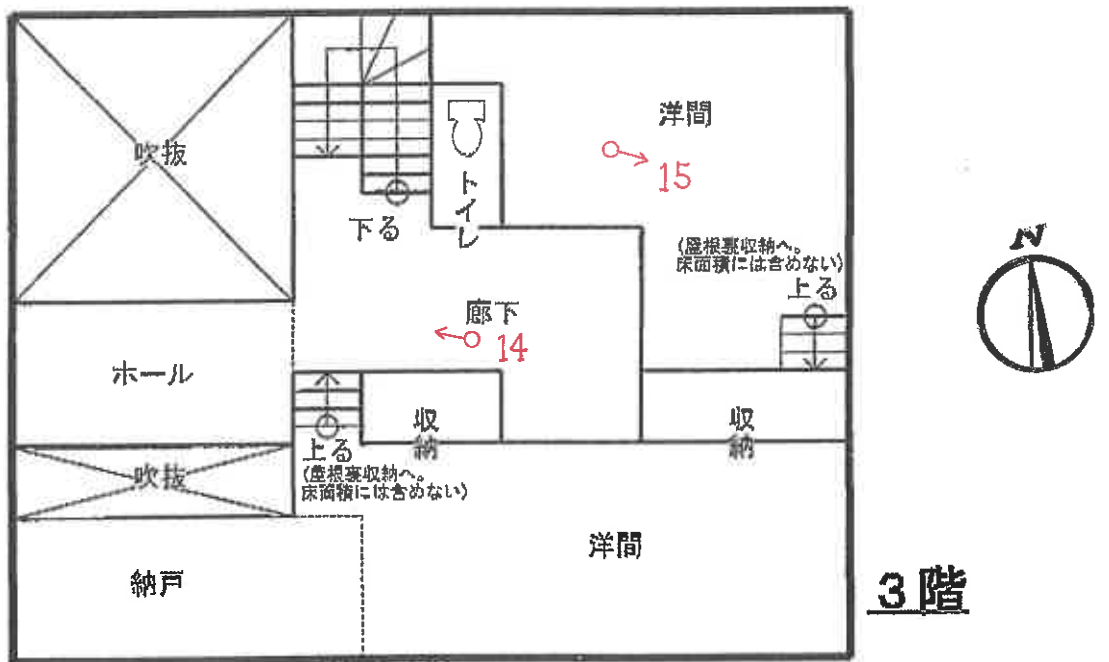 吹抜
洋間
15
トイレ
下る
(屋根裏収納へ。
床面積には含めない)
上る
廊下
14
ホール
収納
収納
上る
(屋根裏収納へ。
床面積には含めない)
吹抜
洋間
納戸
N
3階